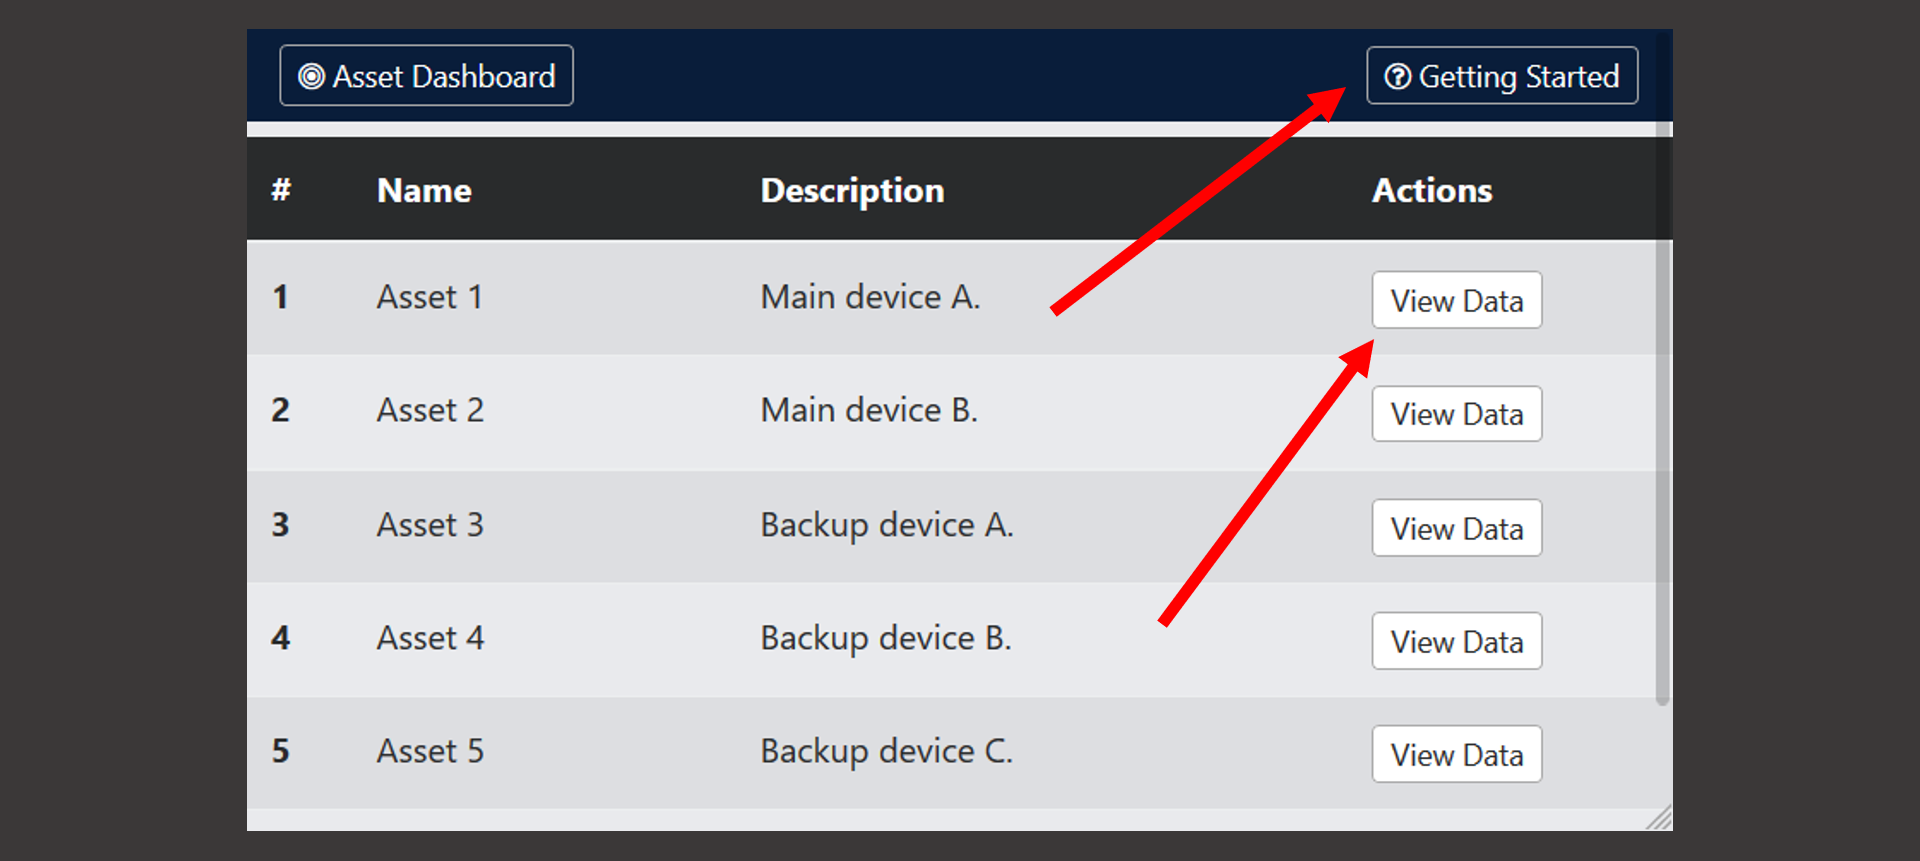 Asset Dashboard Getting Started
# Name Description Actions
1 Asset 1 Main device A. View Data
2 Asset 2 Main device B. View Data
3 Asset 3 Backup device A. View Data
4 Asset 4 Backup device B. View Data
5 Asset 5 Backup device C. View Data